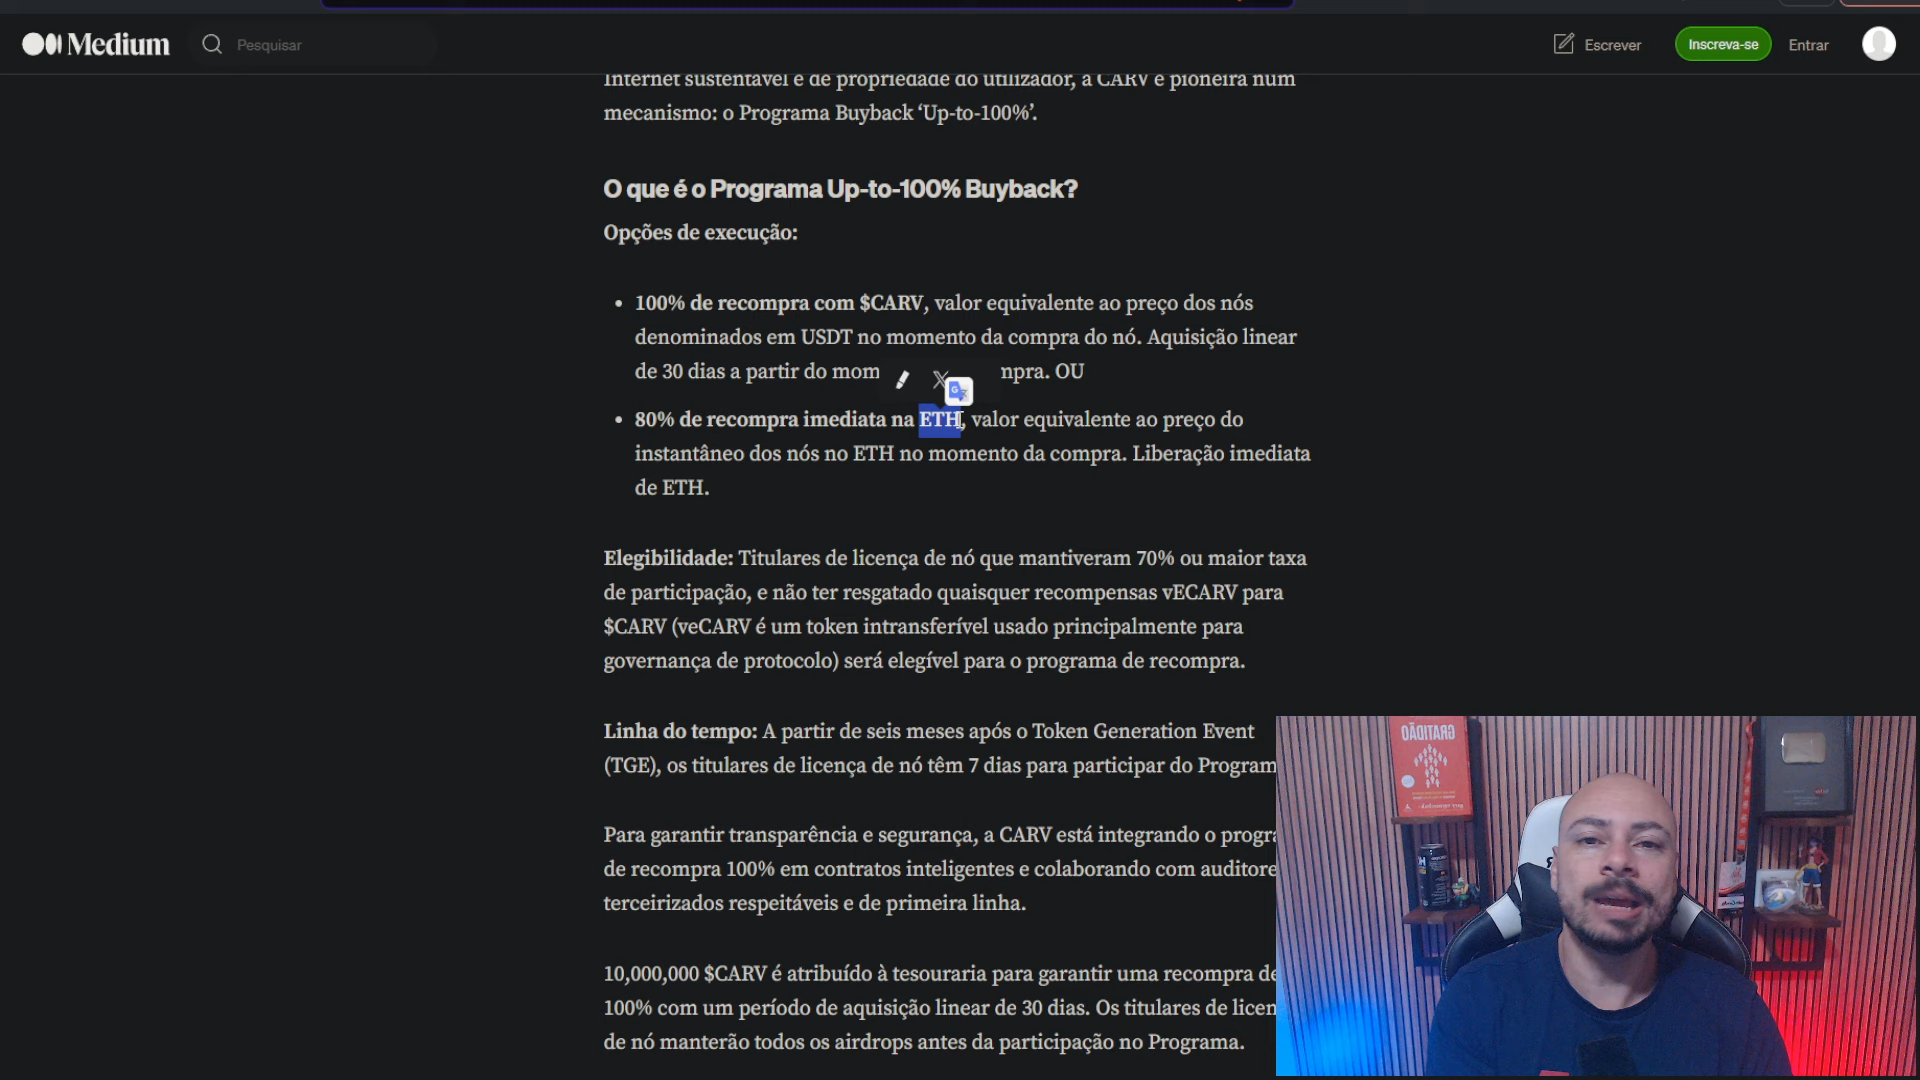 Medium
Pesquisar
Escrever
Inscreva-se
Entrar
Internet sustentável e de propriedade do utilizador, a CARV é pioneira num
mecanismo: o Programa Buyback ‘Up-to-100%’.
O que é o Programa Up-to-100% Buyback?
Opções de execução:
• 100% de recompra com $CARV, valor equivalente ao preço dos nós
denominados em USDT no momento da compra do nó. Aquisição linear
de 30 dias a partir do mom npra. OU
• 80% de recompra imediata na ETH, valor equivalente ao preço do
instantâneo dos nós no ETH no momento da compra. Liberação imediata
de ETH.
Elegibilidade: Titulares de licença de nó que mantiveram 70% ou maior taxa
de participação, e não ter resgatado quaisquer recompensas vECARV para
$CARV (veCARV é um token intransferível usado principalmente para
governança de protocolo) será elegível para o programa de recompra.
Linha do tempo: A partir de seis meses após o Token Generation Event
(TGE), os titulares de licença de nó têm 7 dias para participar do Program
Para garantir transparência e segurança, a CARV está integrando o progra
de recompra 100% em contratos inteligentes e colaborando com auditore
terceirizados respeitáveis e de primeira linha.
10,000,000 $CARV é atribuído à tesouraria para garantir uma recompra de
100% com um período de aquisição linear de 30 dias. Os titulares de licen
de nó manterão todos os airdrops antes da participação no Programa.
GRATIDÃO